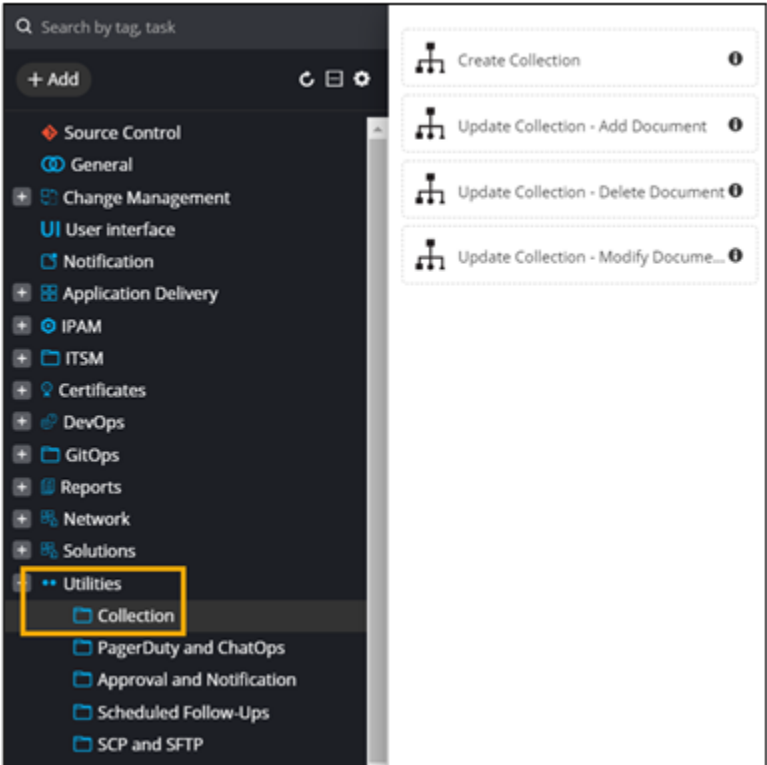 Search by tag, task
+ Add
Source Control
General
Change Management
UI User interface
Notification
Application Delivery
IPAM
ITSM
Certificates
DevOps
GitOps
Reports
Network
Solutions
Utilities
Collection
PagerDuty and ChatOps
Approval and Notification
Scheduled Follow-Ups
SCP and SFTP
Create Collection
Update Collection - Add Document
Update Collection - Delete Document
Update Collection - Modify Docume...